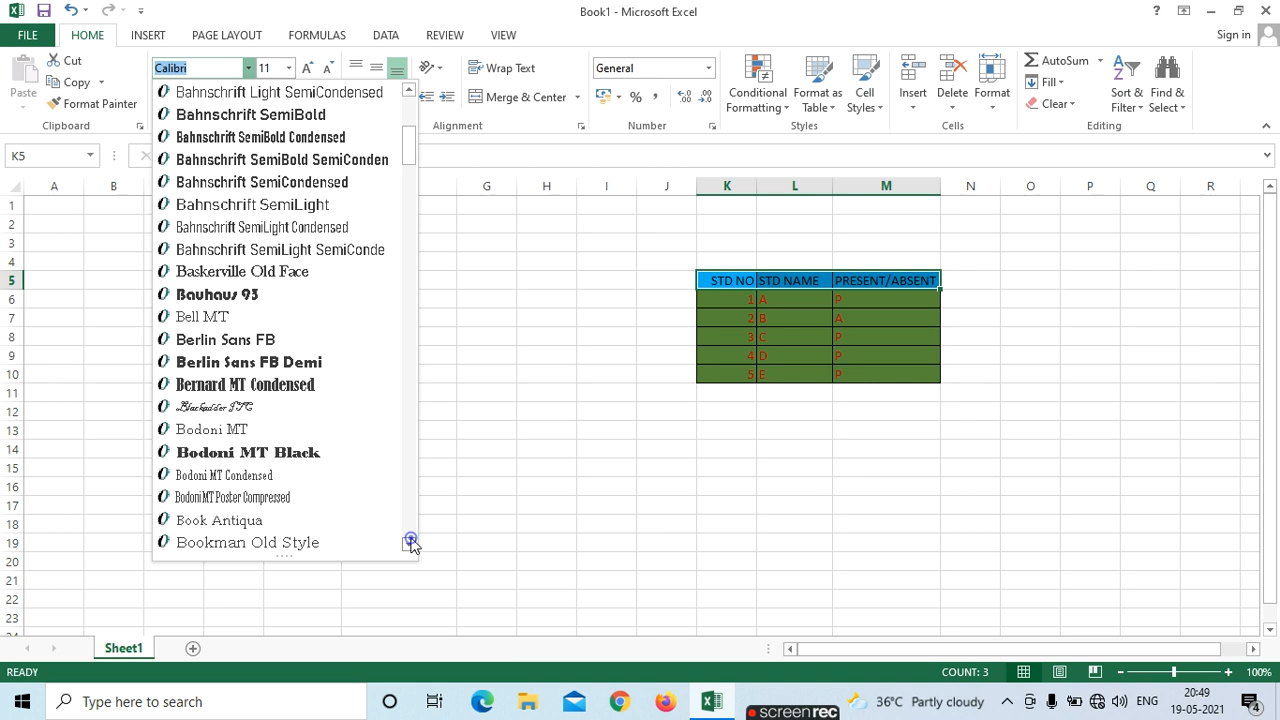 Book1 - Microsoft Excel
? 
Sign in
FILE HOME INSERT PAGE LAYOUT FORMULAS DATA REVIEW VIEW
Paste
Cut
Copy
Format Painter
Clipboard
Calibri 11
A A
Wrap Text
Merge & Center
Alignment
General
% ,
Number
Conditional Formatting
Format as Table
Cell Styles
Styles
Insert Delete Format
Cells
AutoSum
Fill
Clear
Sort & Filter
Find & Select
Editing
K5
Bahnschrift Light SemiCondensed
Bahnschrift SemiBold
Bahnschrift SemiBold Condensed
Bahnschrift SemiBold SemiConden
Bahnschrift SemiCondensed
Bahnschrift SemiLight
Bahnschrift SemiLight Condensed
Bahnschrift SemiLight SemiConde
Baskerville Old Face
Bauhaus 93
Bell MT
Berlin Sans FB
Berlin Sans FB Demi
Bernard MT Condensed
Blackadder ITC
Bodoni MT
Bodoni MT Black
Bodoni MT Condensed
Bodoni MT Poster Compressed
Book Antiqua
Bookman Old Style
A B G H I J K L M N O P Q R
1
2
3
4
5 STD NO STD NAME PRESENT/ABSENT
6 1 A P
7 2 B A
8 3 C P
9 4 D P
10 5 E P
11
12
13
14
15
16
17
18
19
20
21
22
23
Sheet1
READY
COUNT: 3
100%
Type here to search
screenrec
36°C Partly cloudy
ENG
20:49
19-05-2021
4